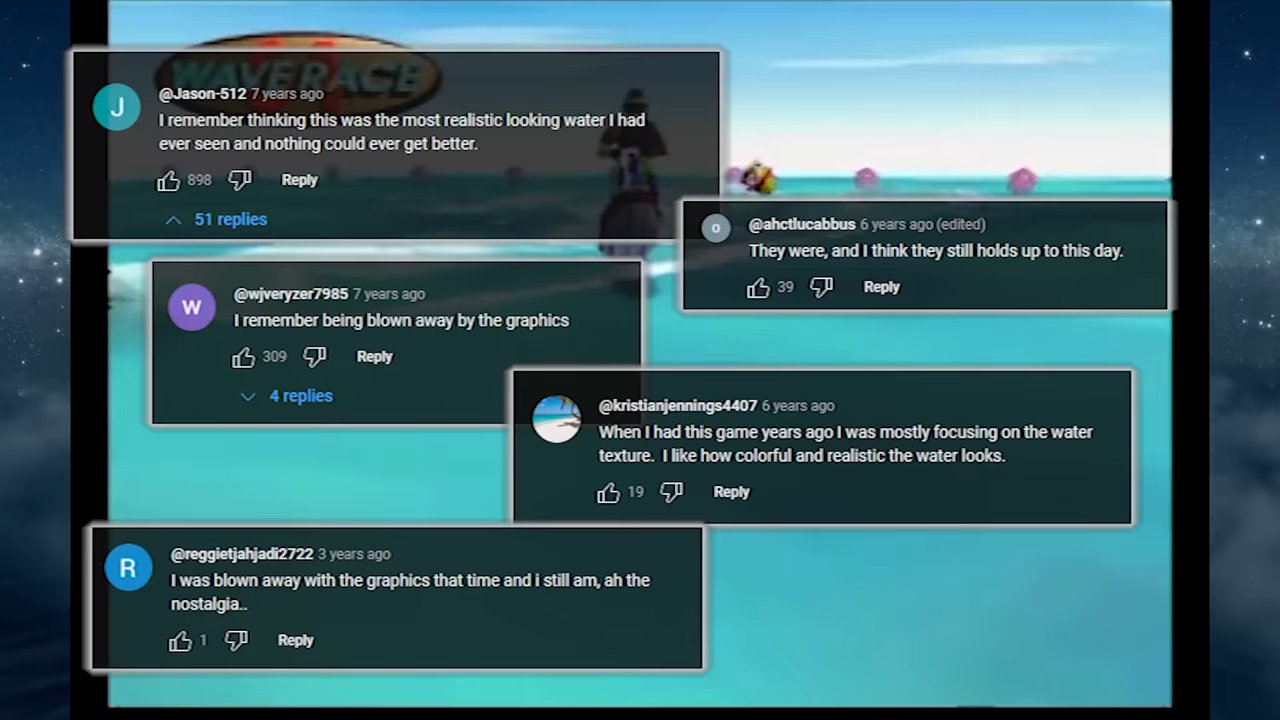 WAVE RACE
@Jason-512 7 years ago
I remember thinking this was the most realistic looking water I had
ever seen and nothing could ever get better.
898 Reply
51 replies
@ahctlucabbus 6 years ago (edited)
They were, and I think they still holds up to this day.
39 Reply
W
@wjveryzer7985 7 years ago
I remember being blown away by the graphics
309 Reply
4 replies
@kristianjennings4407 6 years ago
When I had this game years ago I was mostly focusing on the water
texture. I like how colorful and realistic the water looks.
19 Reply
R
@reggietjahjadi2722 3 years ago
I was blown away with the graphics that time and i still am, ah the
nostalgia..
1 Reply